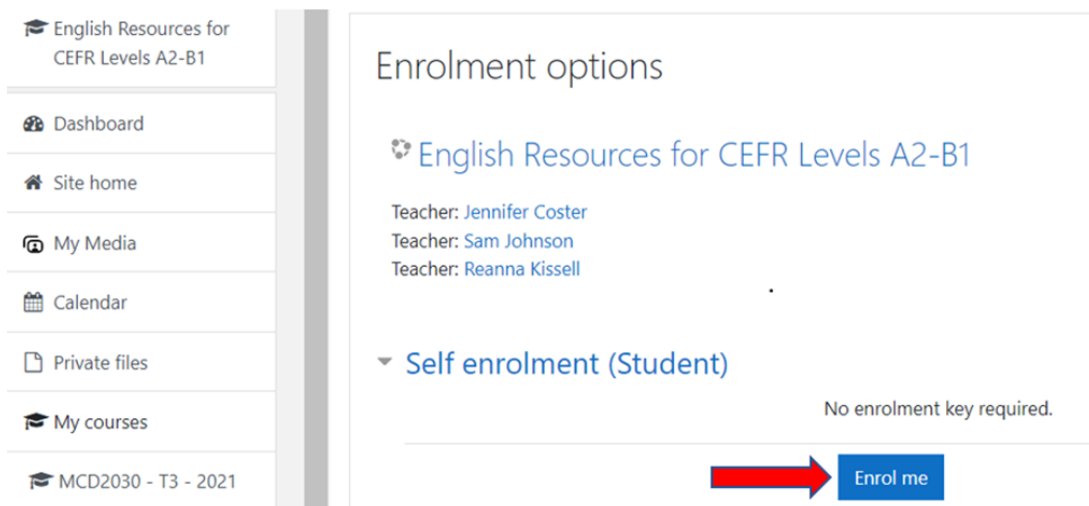 English Resources for
CEFR Levels A2-B1
Dashboard
Site home
My Media
Calendar
Private files
My courses
MCD2030 - T3 - 2021
Enrolment options
English Resources for CEFR Levels A2-B1
Teacher: Jennifer Coster
Teacher: Sam Johnson
Teacher: Reanna Kissell
.
Self enrolment (Student)
No enrolment key required.
Enrol me